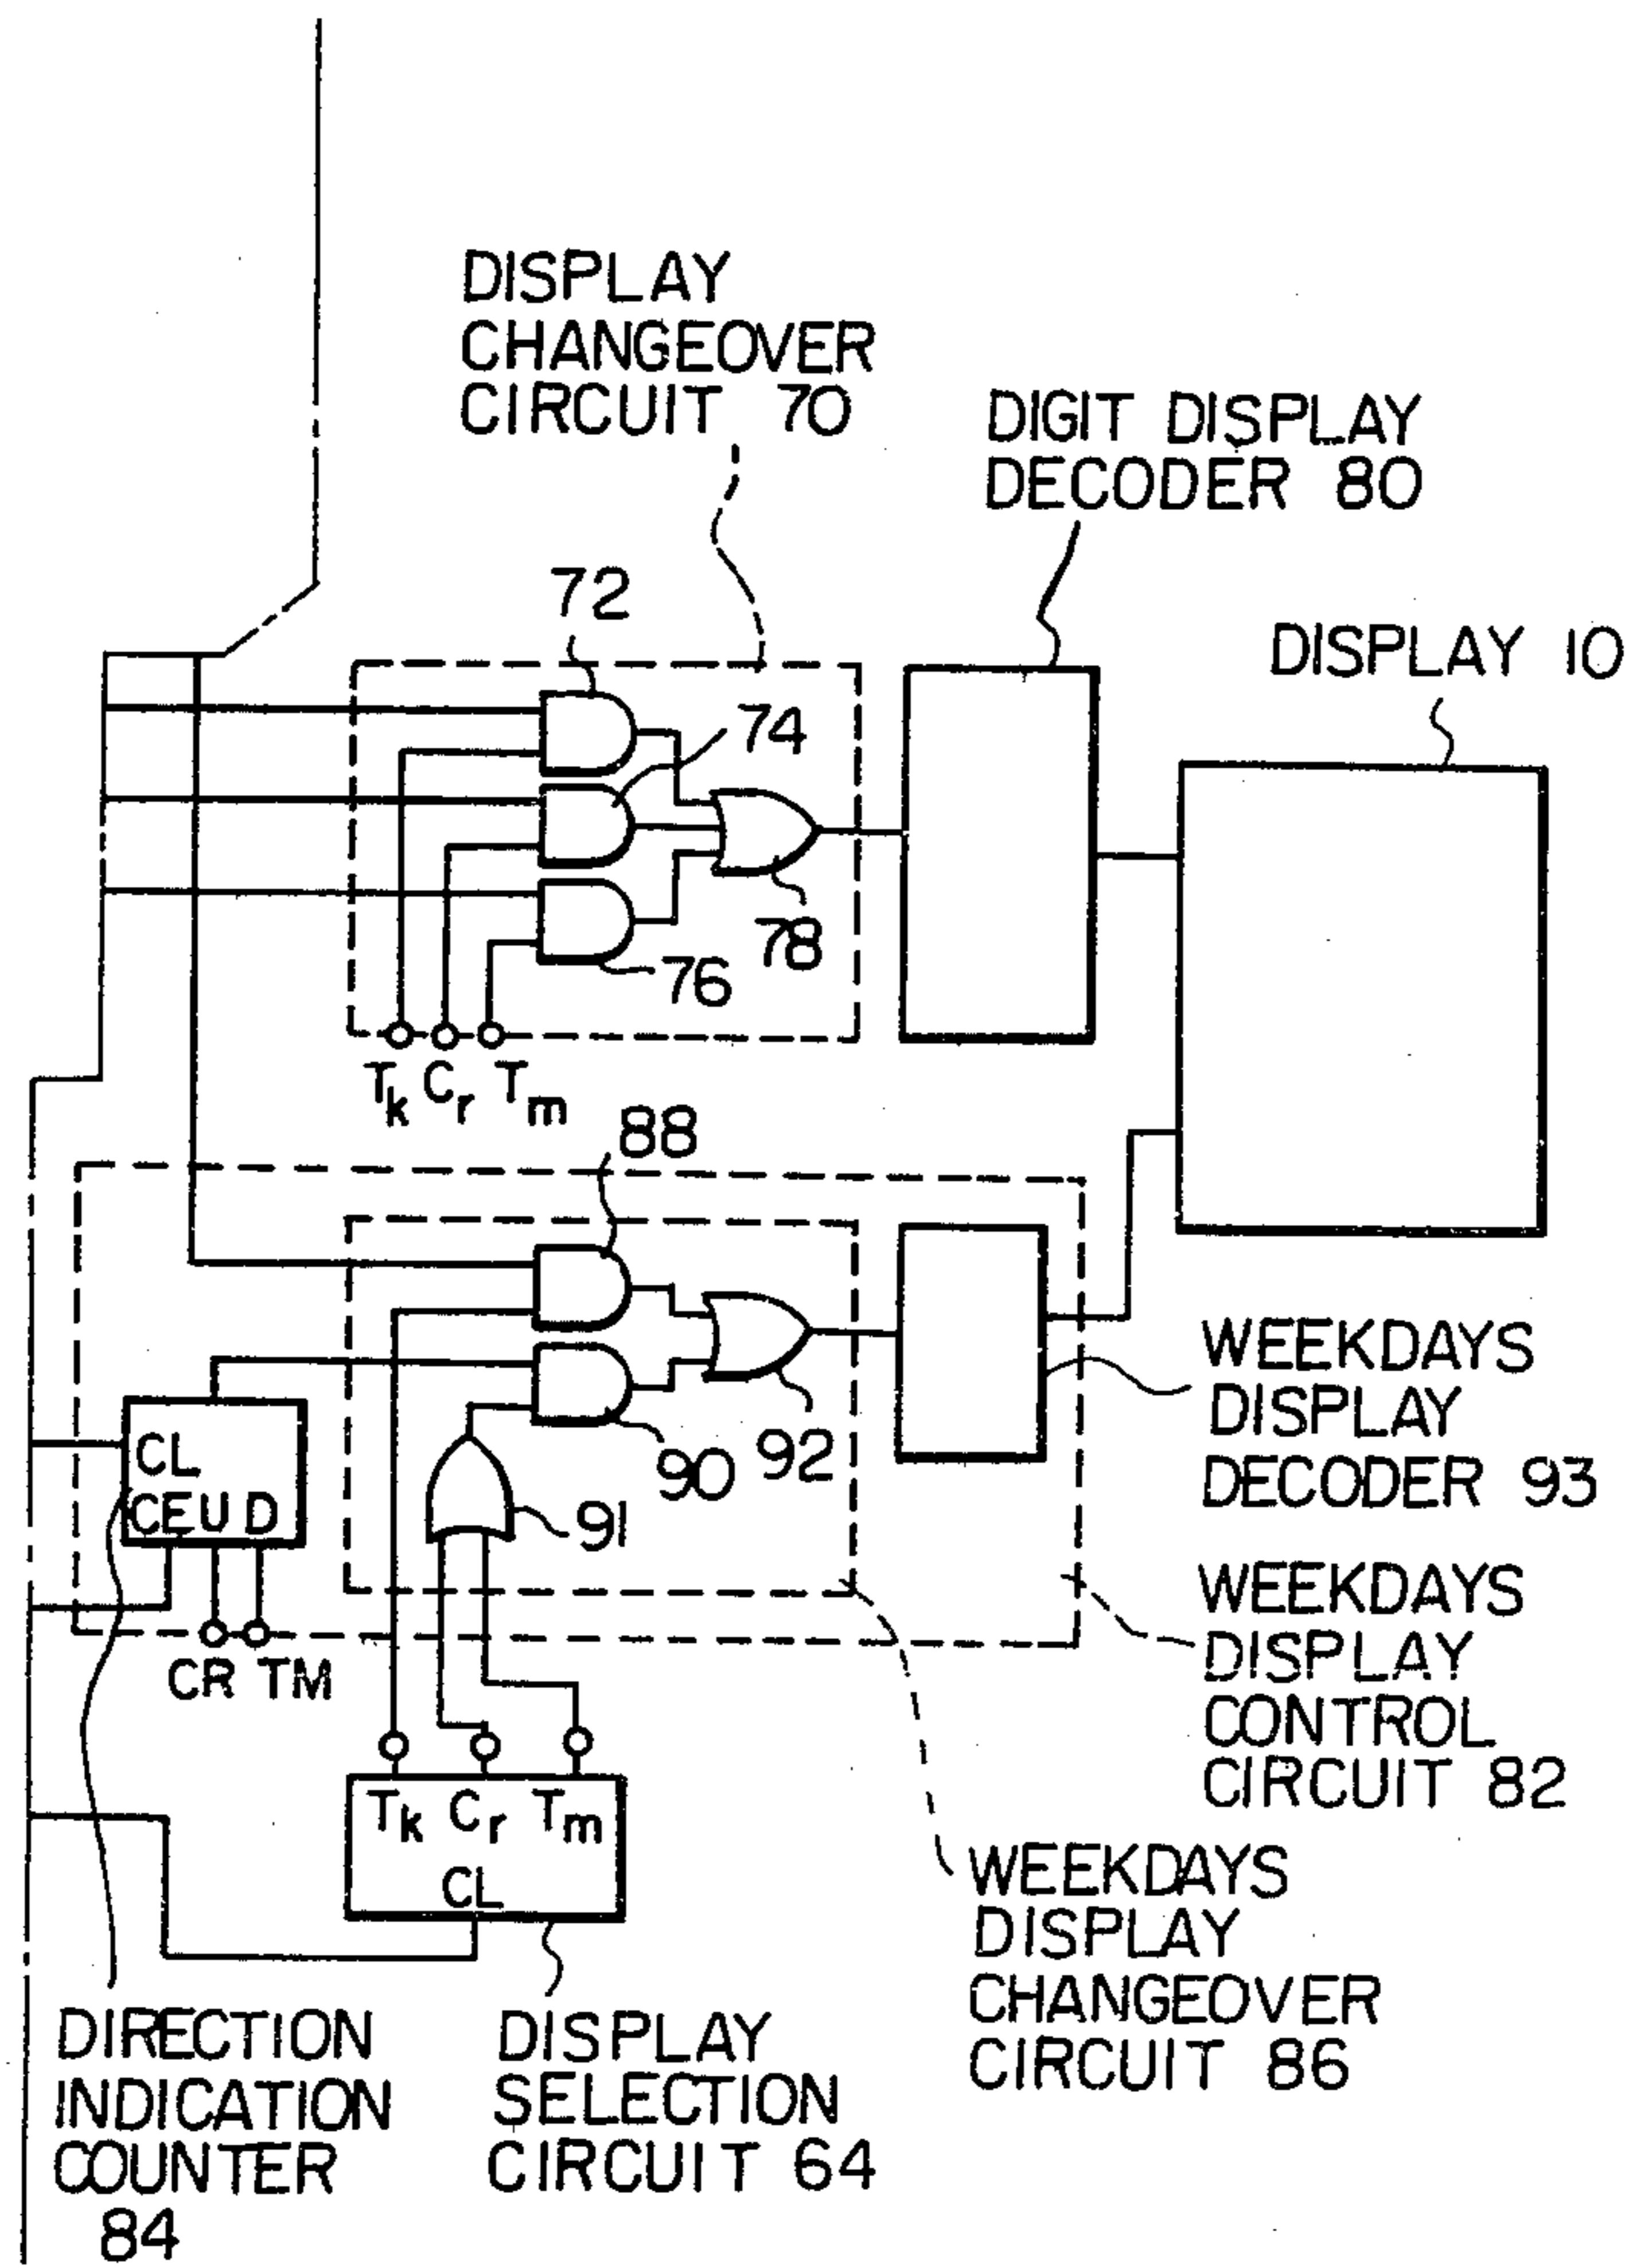 DISPLAY
CHANGEOVER
CIRCUIT 70
DIGIT DISPLAY
DECODER 80
DISPLAY 10
72
74
78
76
Tk Cr Tm
88
WEEKDAYS
DISPLAY
DECODER 93
CL
CE U D
90
92
91
CR TM
WEEKDAYS
DISPLAY
CONTROL
CIRCUIT 82
Tk Cr Tm
CL
WEEKDAYS
DISPLAY
CHANGEOVER
CIRCUIT 86
DIRECTION
INDICATION
COUNTER
84
DISPLAY
SELECTION
CIRCUIT 64